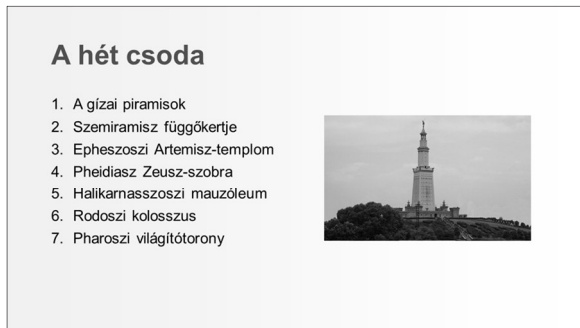 A hét csoda
1. A gízai piramisok
2. Szemiramisz függőkertje
3. Epheszoszi Artemisz-templom
4. Pheidiasz Zeusz-szobra
5. Halikarnasszoszi mauzóleum
6. Rodoszi kolosszus
7. Pharoszi világítótorony